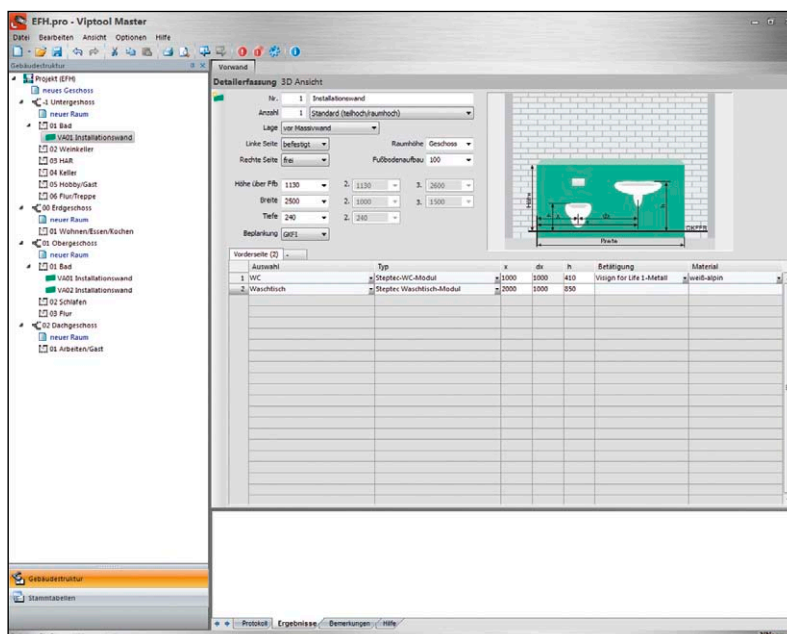 EFH.pro - Viptool Master
Datei Bearbeiten Ansicht Optionen Hilfe
Gebäudestruktur
Projekt (EFH)
neues Geschoss
-1 Untergeschoss
neuer Raum
01 Bad
VA01 Installationswand
02 Weinkeller
03 HAR
04 Keller
05 Hobby/Gast
06 Flur/Treppe
00 Erdgeschoss
neuer Raum
01 Wohnen/Essen/Kochen
01 Obergeschoss
neuer Raum
01 Bad
VA01 Installationswand
VA02 Installationswand
02 Schlafen
03 Flur
02 Dachgeschoss
neuer Raum
01 Arbeiten/Gast
Gebäudestruktur
Stammtabellen
Vorwand
Detailerfassung 3D Ansicht
Nr. 1 Installationswand
Anzahl 1 Standard (teilhoch/raumhoch)
Lage vor Massivwand
Linke Seite befestigt Raumhöhe Geschoss
Rechte Seite frei Fußbodenaufbau 100
Höhe über Ffb 1130 2. 1130 3. 2600
Breite 2500 2. 1000 3. 1500
Tiefe 240 2. 240
Beplankung GKFI
Höhe
dx
x
h
h
OKFFB
Breite
Vorderseite (2) -
Auswahl Typ x dx h Betätigung Material
1 WC Steptec-WC-Modul 1000 1000 410 Visign for Life 1-Metall weiß-alpin
2 Waschtisch Steptec Waschtisch-Modul 2000 1000 850
Protokoll Ergebnisse Bemerkungen Hilfe